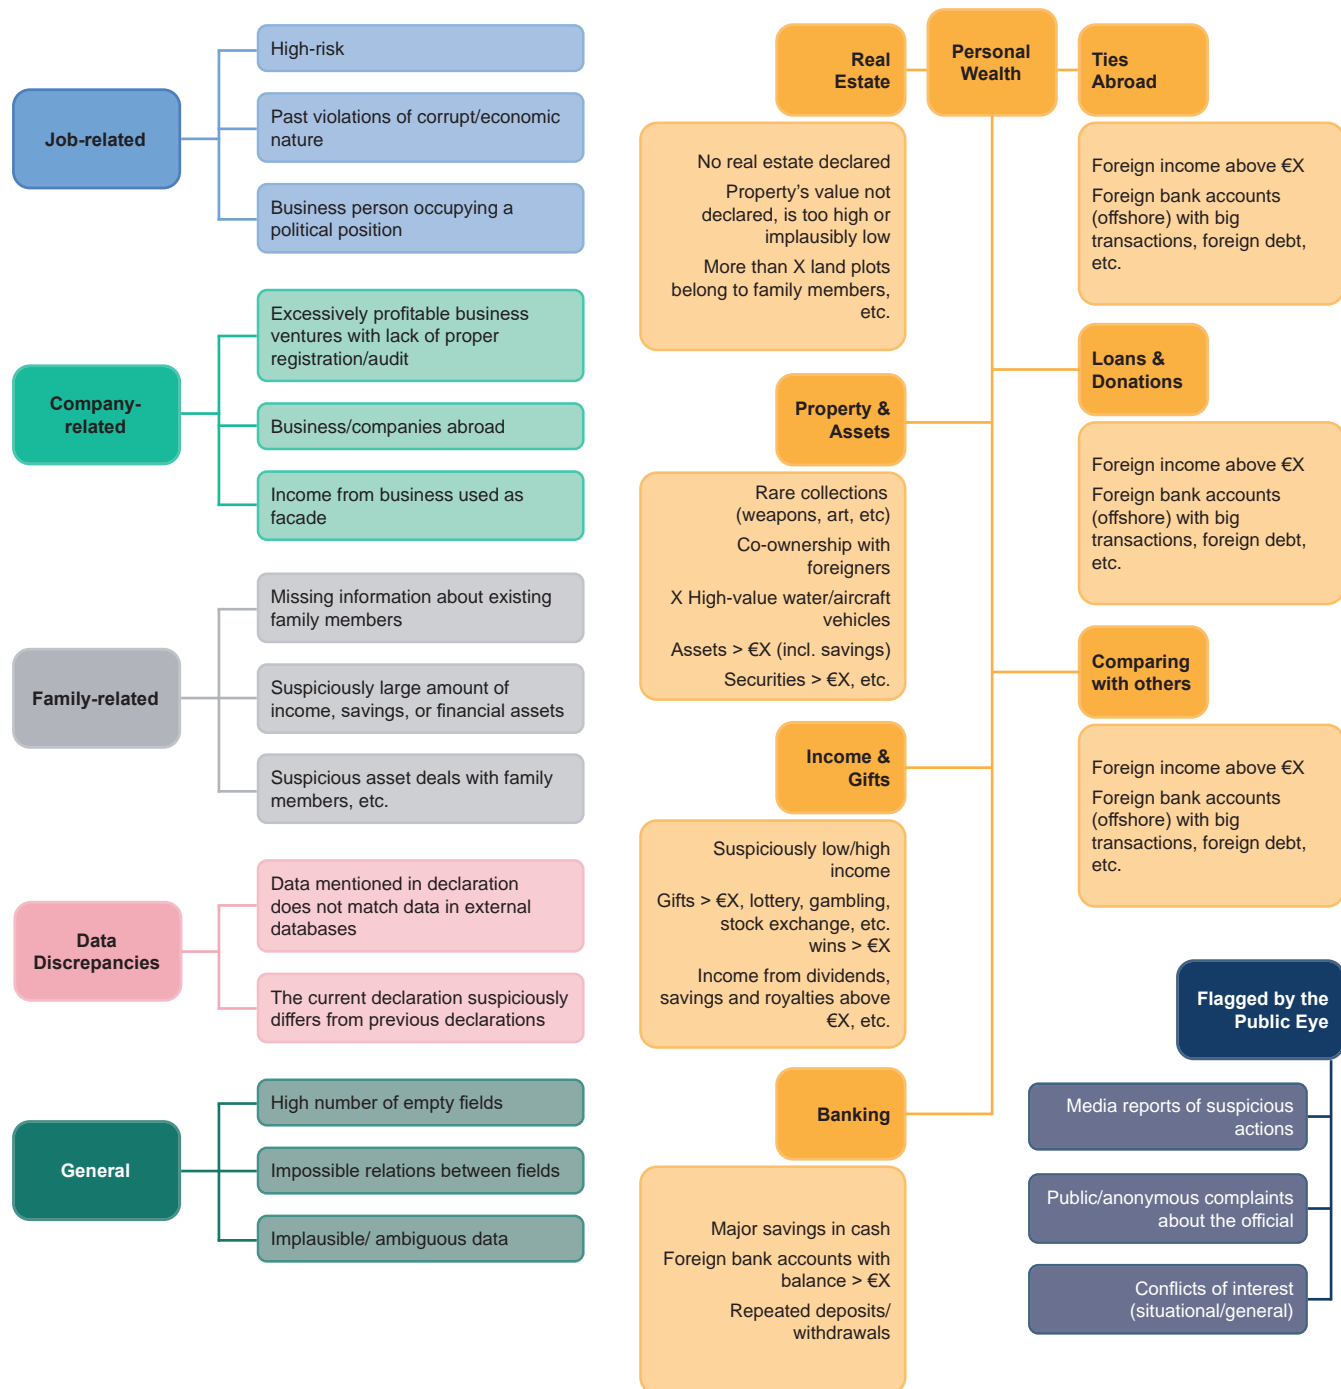 Job-related
High-risk
Past violations of corrupt/economic
nature
Business person occupying a
political position
Company-
related
Excessively profitable business
ventures with lack of proper
registration/audit
Business/companies abroad
Income from business used as
facade
Family-related
Missing information about existing
family members
Suspiciously large amount of
income, savings, or financial assets
Suspicious asset deals with family
members, etc.
Data
Discrepancies
Data mentioned in declaration
does not match data in external
databases
The current declaration suspiciously
differs from previous declarations
General
High number of empty fields
Impossible relations between fields
Implausible/ ambiguous data
Personal
Wealth
Real
Estate
No real estate declared
Property's value not
declared, is too high or
implausibly low
More than X land plots
belong to family members,
etc.
Property &
Assets
Rare collections
(weapons, art, etc)
Co-ownership with
foreigners
X High-value water/aircraft
vehicles
Assets > €X (incl. savings)
Securities > €X, etc.
Income &
Gifts
Suspiciously low/high
income
Gifts > €X, lottery, gambling,
stock exchange, etc.
wins > €X
Income from dividends,
savings and royalties above
€X, etc.
Banking
Major savings in cash
Foreign bank accounts with
balance > €X
Repeated deposits/
withdrawals
Ties
Abroad
Foreign income above €X
Foreign bank accounts
(offshore) with big
transactions, foreign debt,
etc.
Loans &
Donations
Foreign income above €X
Foreign bank accounts
(offshore) with big
transactions, foreign debt,
etc.
Comparing
with others
Foreign income above €X
Foreign bank accounts
(offshore) with big
transactions, foreign debt,
etc.
Flagged by the
Public Eye
Media reports of suspicious
actions
Public/anonymous complaints
about the official
Conflicts of interest
(situational/general)